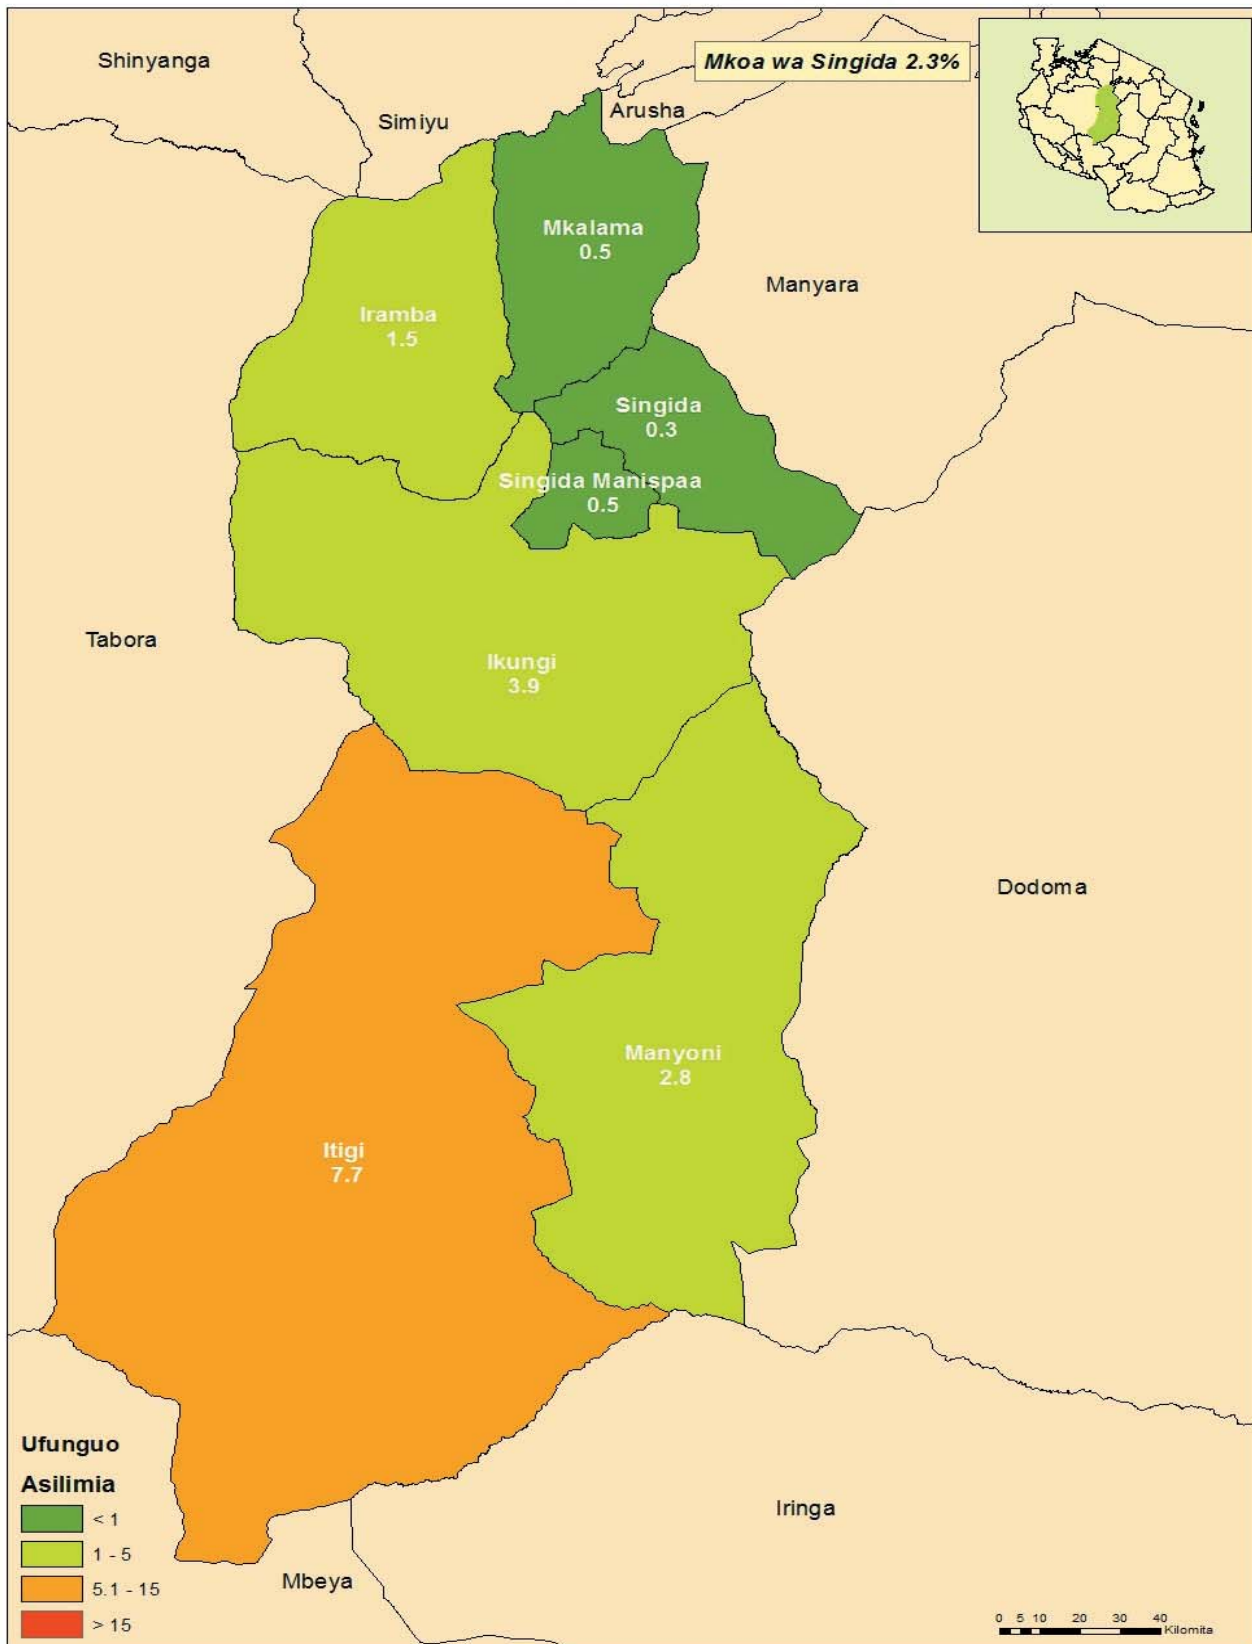 Shinyanga
Mkoa wa Singida 2.3%
Arusha
Simiyu
Mkalama
0.5
Manyara
Iramba
1.5
Singida
0.3
Singida Manispaa
0.5
Tabora
Ikungi
3.9
Dodoma
Manyoni
2.8
Itigi
7.7
Ufunguo
Asilimia
< 1
1 - 5
5.1 - 15
> 15
Iringa
Mbeya
0 5 10 20 30 40
Kilomita